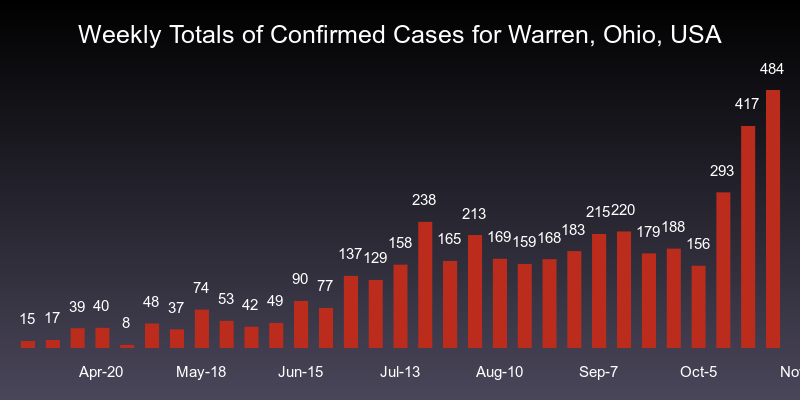 Weekly Totals of Confirmed Cases for Warren, Ohio, USA
15 17 39 40 8 48 37 74 53 42 49 90 77 137 129 158 238 165 213 169 159 168 183 215 220 179 188 156 293 417 484
Apr-20 May-18 Jun-15 Jul-13 Aug-10 Sep-7 Oct-5